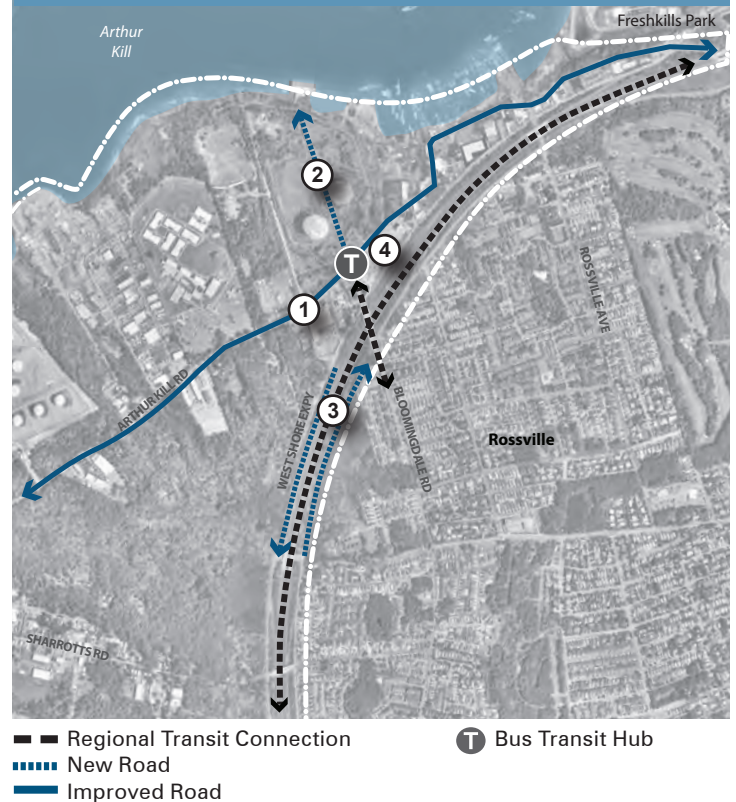 Freshkills Park
Arthur
Kill
2
4
T
1
ROSSVILLE AVE
ARTHUR KILL RD
3
WEST SHORE EXPY
BLOOMINGDALE RD
Rossville
SHARROTTS RD
Regional Transit Connection
T Bus Transit Hub
New Road
Improved Road